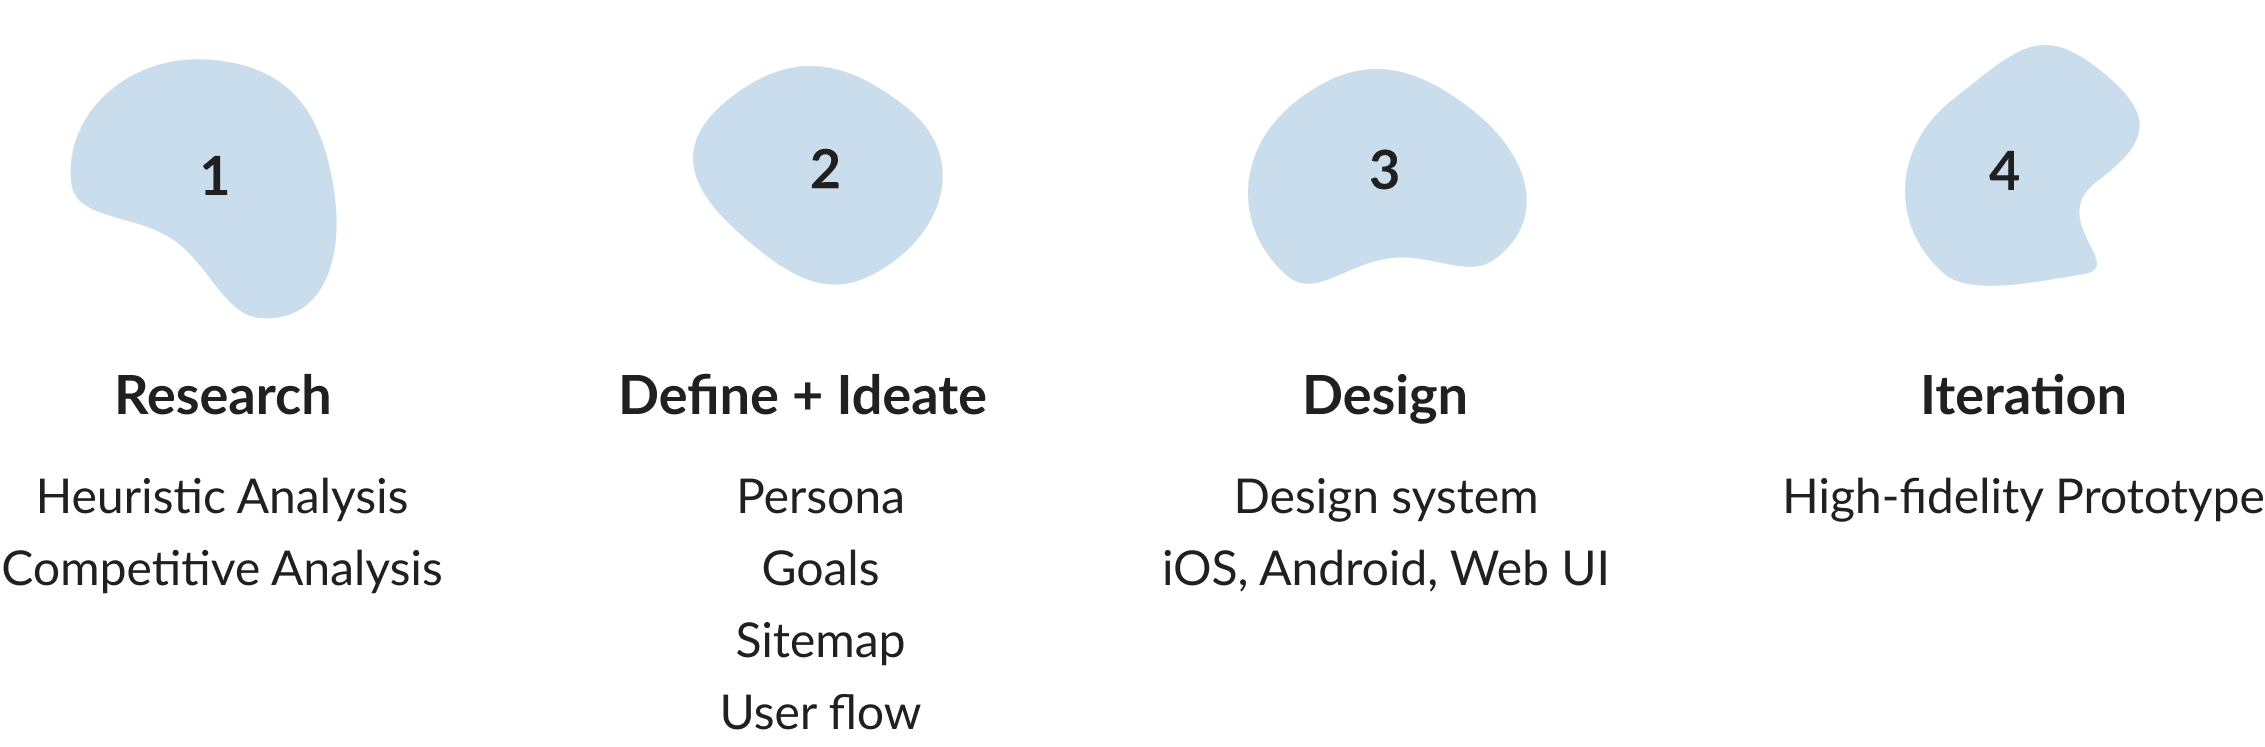 1
Research
Heuristic Analysis
Competitive Analysis
2
Define + Ideate
Persona
Goals
Sitemap
User flow
3
Design
Design system
iOS, Android, Web UI
4
Iteration
High-fidelity Prototype